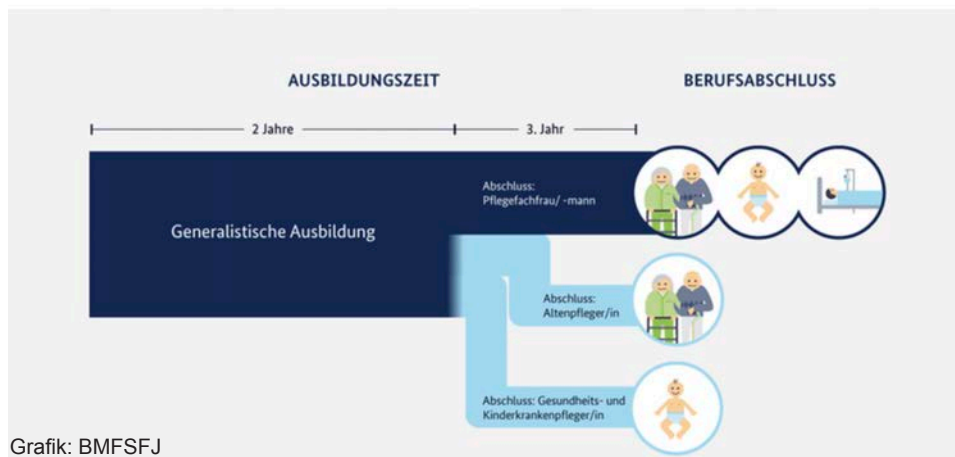 AUSBILDUNGSZEIT
BERUFSABSCHLUSS
2 Jahre
3. Jahr
Abschluss:
Pflegefachfrau/ -mann
Generalistische Ausbildung
Abschluss:
Altenpfleger/in
Abschluss: Gesundheits- und
Kinderkrankenpfleger/in
Grafik: BMFSFJ